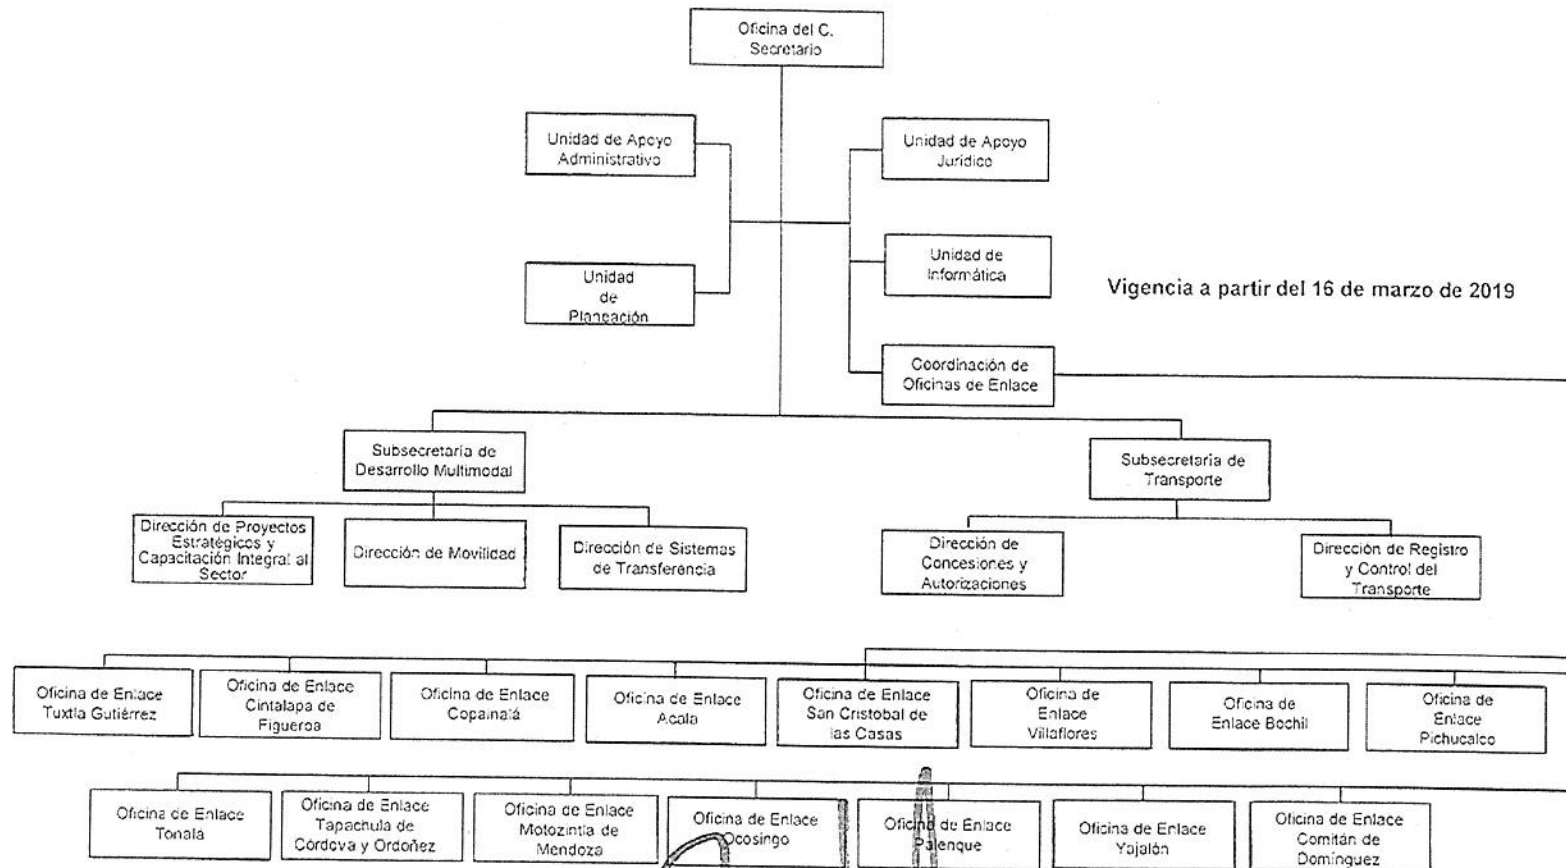 Oficina del C.
Secretario
Unidad de Apoyo
Administrativo
Unidad de Apoyo
Jurídico
Unidad
de
Planeación
Unidad de
Informática
Vigencia a partir del 16 de marzo de 2019
Coordinación de
Oficinas de Enlace
Subsecretaría de
Desarrollo Multimodal
Subsecretaría de
Transporte
Dirección de Proyectos
Estratégicos y
Capacitación Integral al
Sector
Dirección de Movilidad
Dirección de Sistemas
de Transferencia
Dirección de
Concesiones y
Autorizaciones
Dirección de Registro
y Control del
Transporte
Oficina de Enlace
Tuxtla Gutiérrez
Oficina de Enlace
Cintalapa de
Figueroa
Oficina de Enlace
Copainalá
Oficina de Enlace
Acala
Oficina de Enlace
San Cristobal de
las Casas
Oficina de
Enlace
Villaflores
Oficina de
Enlace Bochil
Oficina de
Enlace
Pichucalco
Oficina de Enlace
Tonala
Oficina de Enlace
Tapachula de
Córdova y Ordoñez
Oficina de Enlace
Motozintla de
Mendoza
Oficina de Enlace
Ocosingo
Oficina de Enlace
Palenque
Oficina de Enlace
Yajalón
Oficina de Enlace
Comitán de
Domínguez